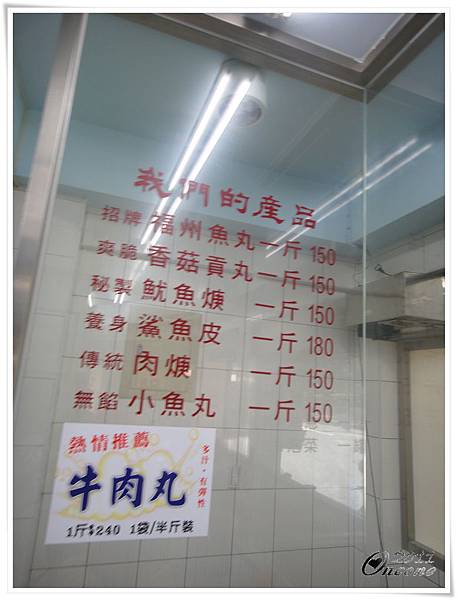 我們的產品
招牌 福州魚丸 一斤 150
爽脆 香菇貢丸 一斤 150
秘製 魷魚焿 一斤 150
養身 鯊魚皮 一斤 180
傳統 肉焿 一斤 150
無餡 小魚丸 一斤 150
熱情推薦
多汁·有彈性
牛肉丸
1斤$240 1袋/半斤裝
Oncono